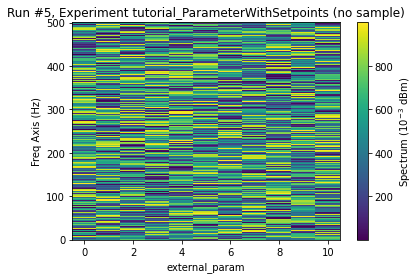 Run #5, Experiment tutorial_ParameterWithSetpoints (no sample)
500
400
300
200
100
0
Freq Axis (Hz)
0 2 4 6 8 10
external_param
800
600
400
200
Spectrum (10⁻³ dBm)